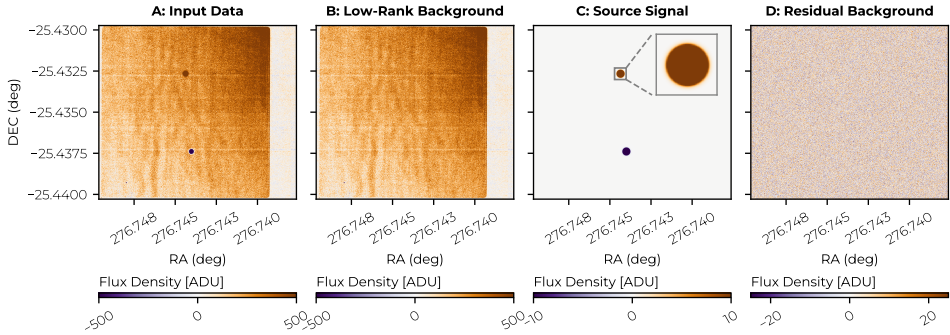 A: Input Data
B: Low-Rank Background
C: Source Signal
D: Residual Background
DEC (deg)
−25.4300
−25.4325
−25.4350
−25.4375
−25.4400
276.748 276.745 276.743 276.740
276.748 276.745 276.743 276.740
276.748 276.745 276.743 276.740
276.748 276.745 276.743 276.740
RA (deg)
RA (deg)
RA (deg)
RA (deg)
Flux Density [ADU]
Flux Density [ADU]
Flux Density [ADU]
Flux Density [ADU]
−500 0 500
−500 0 500
−10 0 10
−20 0 20